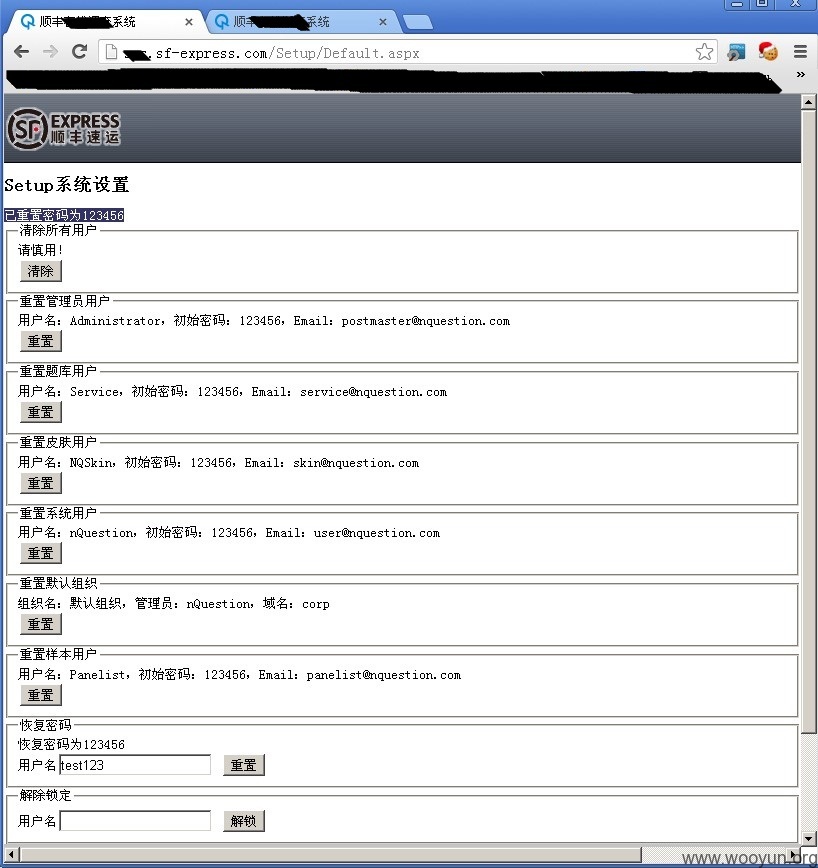 顺丰 系统
顺丰 系统
.sf-express.com/Setup/Default.aspx
SF EXPRESS
顺丰速运
Setup系统设置
已重置密码为123456
清除所有用户
请慎用!
清除
重置管理员用户
用户名: Administrator, 初始密码: 123456, Email: postmaster@nquestion.com
重置
重置题库用户
用户名: Service, 初始密码: 123456, Email: service@nquestion.com
重置
重置皮肤用户
用户名: NQSkin, 初始密码: 123456, Email: skin@nquestion.com
重置
重置系统用户
用户名: nQuestion, 初始密码: 123456, Email: user@nquestion.com
重置
重置默认组织
组织名: 默认组织, 管理员: nQuestion, 域名: corp
重置
重置样本用户
用户名: Panelist, 初始密码: 123456, Email: panelist@nquestion.com
重置
恢复密码
恢复密码为123456
用户名 test123 重置
解除锁定
用户名 解锁
www.wooyun.org